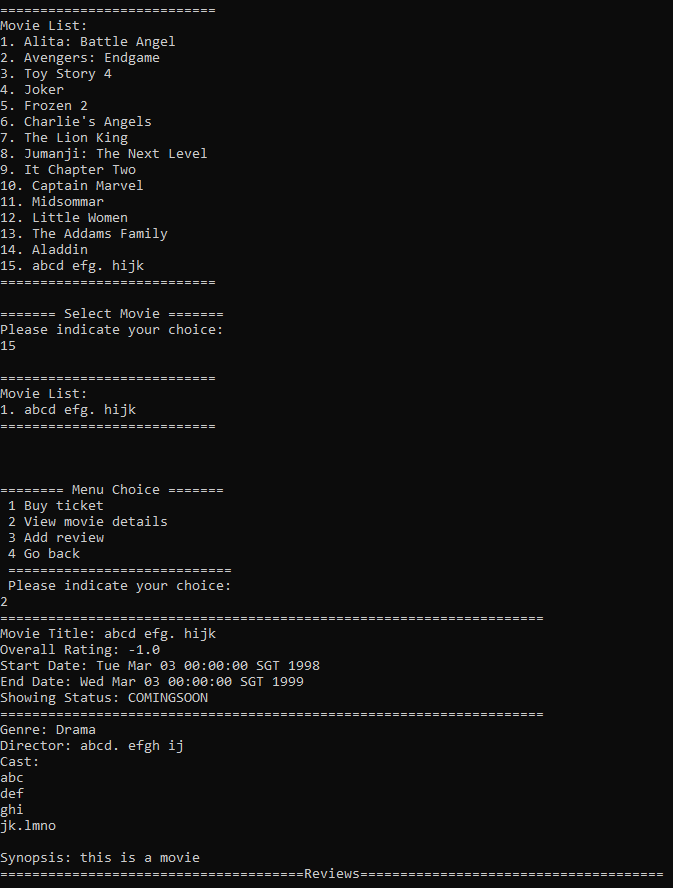 ===========================
Movie List:
1. Alita: Battle Angel
2. Avengers: Endgame
3. Toy Story 4
4. Joker
5. Frozen 2
6. Charlie's Angels
7. The Lion King
8. Jumanji: The Next Level
9. It Chapter Two
10. Captain Marvel
11. Midsommar
12. Little Women
13. The Addams Family
14. Aladdin
15. abcd efg. hijk
===========================
======= Select Movie =======
Please indicate your choice:
15
===========================
Movie List:
1. abcd efg. hijk
===========================
======== Menu Choice =======
1 Buy ticket
2 View movie details
3 Add review
4 Go back
============================
Please indicate your choice:
2
====================================================================
Movie Title: abcd efg. hijk
Overall Rating: -1.0
Start Date: Tue Mar 03 00:00:00 SGT 1998
End Date: Wed Mar 03 00:00:00 SGT 1999
Showing Status: COMINGSOON
====================================================================
Genre: Drama
Director: abcd. efgh ij
Cast:
abc
def
ghi
jk.lmno
Synopsis: this is a movie
======================================Reviews======================================